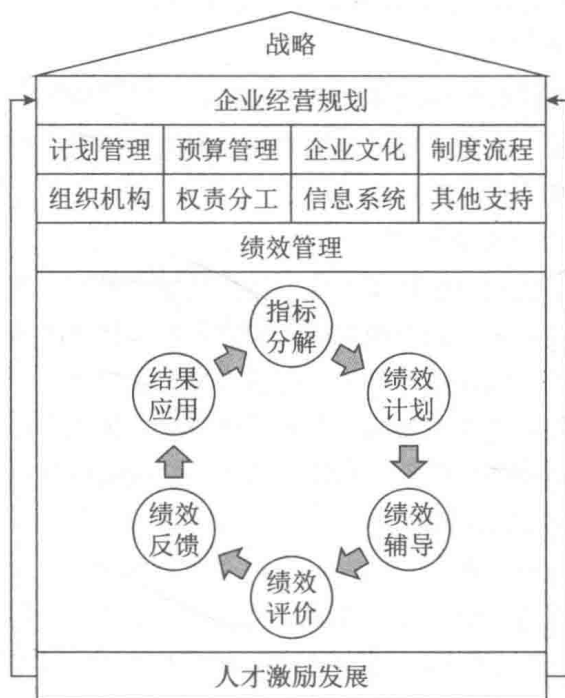 战略
企业经营规划
计划管理 预算管理 企业文化 制度流程
组织机构 权责分工 信息系统 其他支持
绩效管理
指标
分解
绩效
计划
绩效
辅导
绩效
评价
绩效
反馈
结果
应用
人才激励发展